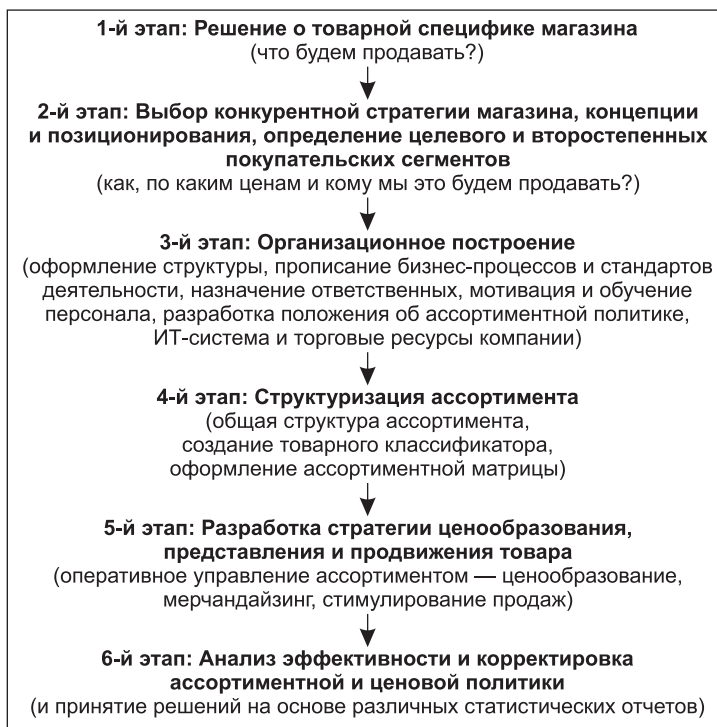 1-й этап: Решение о товарной специфике магазина
(что будем продавать?)
2-й этап: Выбор конкурентной стратегии магазина, концепции
и позиционирования, определение целевого и второстепенных
покупательских сегментов
(как, по каким ценам и кому мы это будем продавать?)
3-й этап: Организационное построение
(оформление структуры, прописание бизнес-процессов и стандартов
деятельности, назначение ответственных, мотивация и обучение
персонала, разработка положения об ассортиментной политике,
ИТ-система и торговые ресурсы компании)
4-й этап: Структуризация ассортимента
(общая структура ассортимента,
создание товарного классификатора,
оформление ассортиментной матрицы)
5-й этап: Разработка стратегии ценообразования,
представления и продвижения товара
(оперативное управление ассортиментом — ценообразование,
мерчандайзинг, стимулирование продаж)
6-й этап: Анализ эффективности и корректировка
ассортиментной и ценовой политики
(и принятие решений на основе различных статистических отчетов)